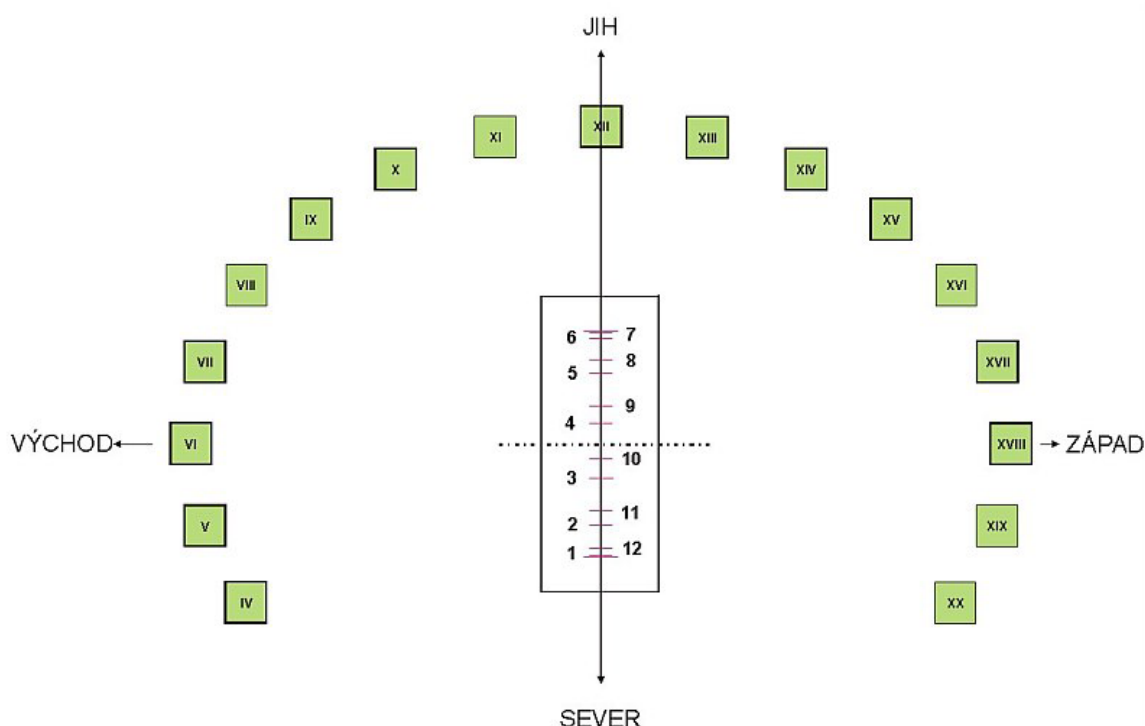 JIH
XII
XI
XIII
X
XIV
IX
XV
VIII
XVI
6 7
VII
8
XVII
5
9
4
VÝCHOD
VI
XVIII
ZÁPAD
10
3
11
V
2
XIX
1 12
IV
XX
SEVER